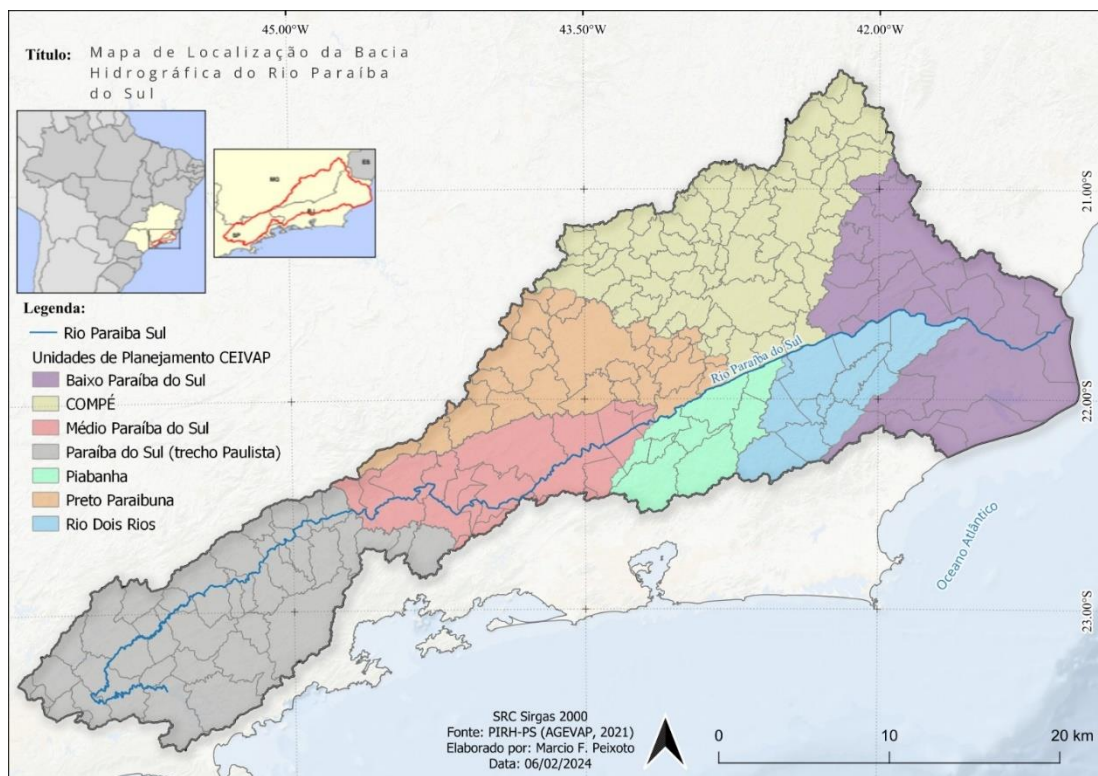 45.00°W
43.50°W
42.00°W
Título: Mapa de Localização da Bacia
Hidrográfica do Rio Paraíba
do Sul
MG
ES
RJ
SP
21.00°S
22.00°S
23.00°S
Legenda:
Rio Paraiba Sul
Unidades de Planejamento CEIVAP
Baixo Paraíba do Sul
COMPÉ
Médio Paraíba do Sul
Paraíba do Sul (trecho Paulista)
Piabanha
Preto Paraibuna
Rio Dois Rios
Rio Paraíba do Sul
Oceano Atlântico
SRC Sirgas 2000
Fonte: PIRH-PS (AGEVAP, 2021)
Elaborado por: Marcio F. Peixoto
Data: 06/02/2024
0
10
20 km